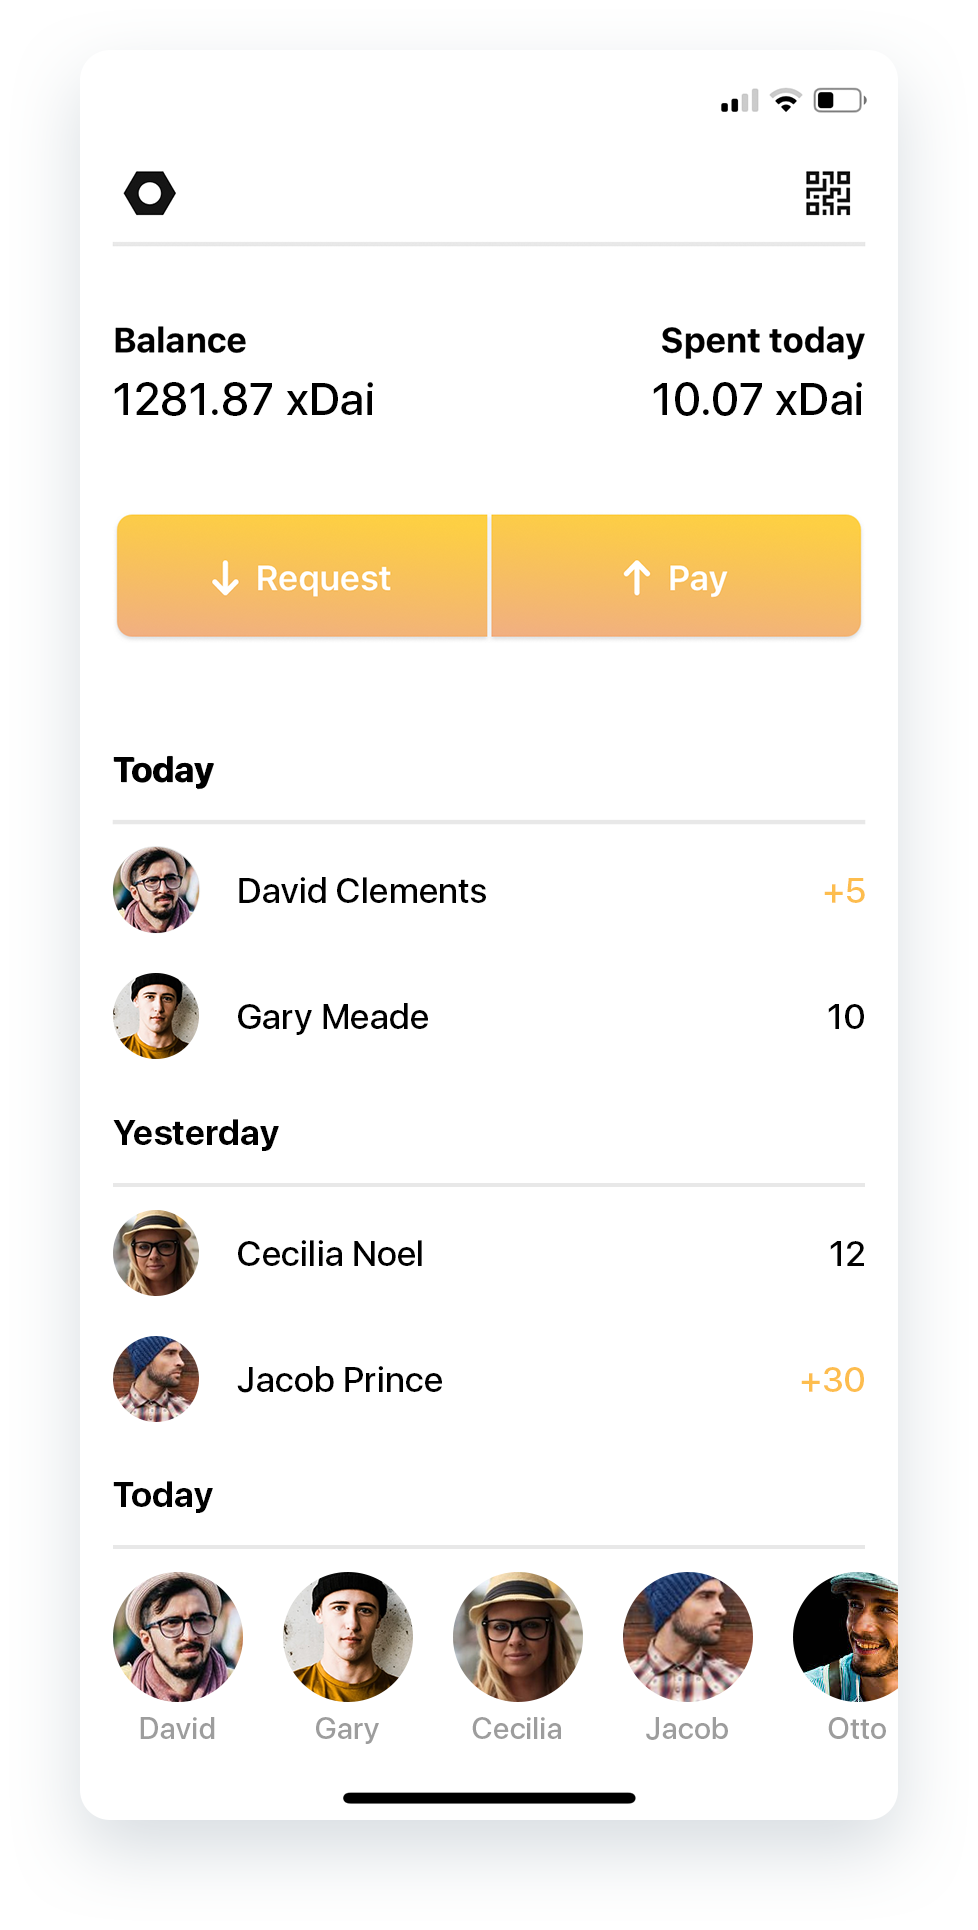 Balance
Spent today
1281.87 xDai
10.07 xDai
Request
Pay
Today
David Clements
+5
Gary Meade
10
Yesterday
Cecilia Noel
12
Jacob Prince
+30
Today
David
Gary
Cecilia
Jacob
Otto